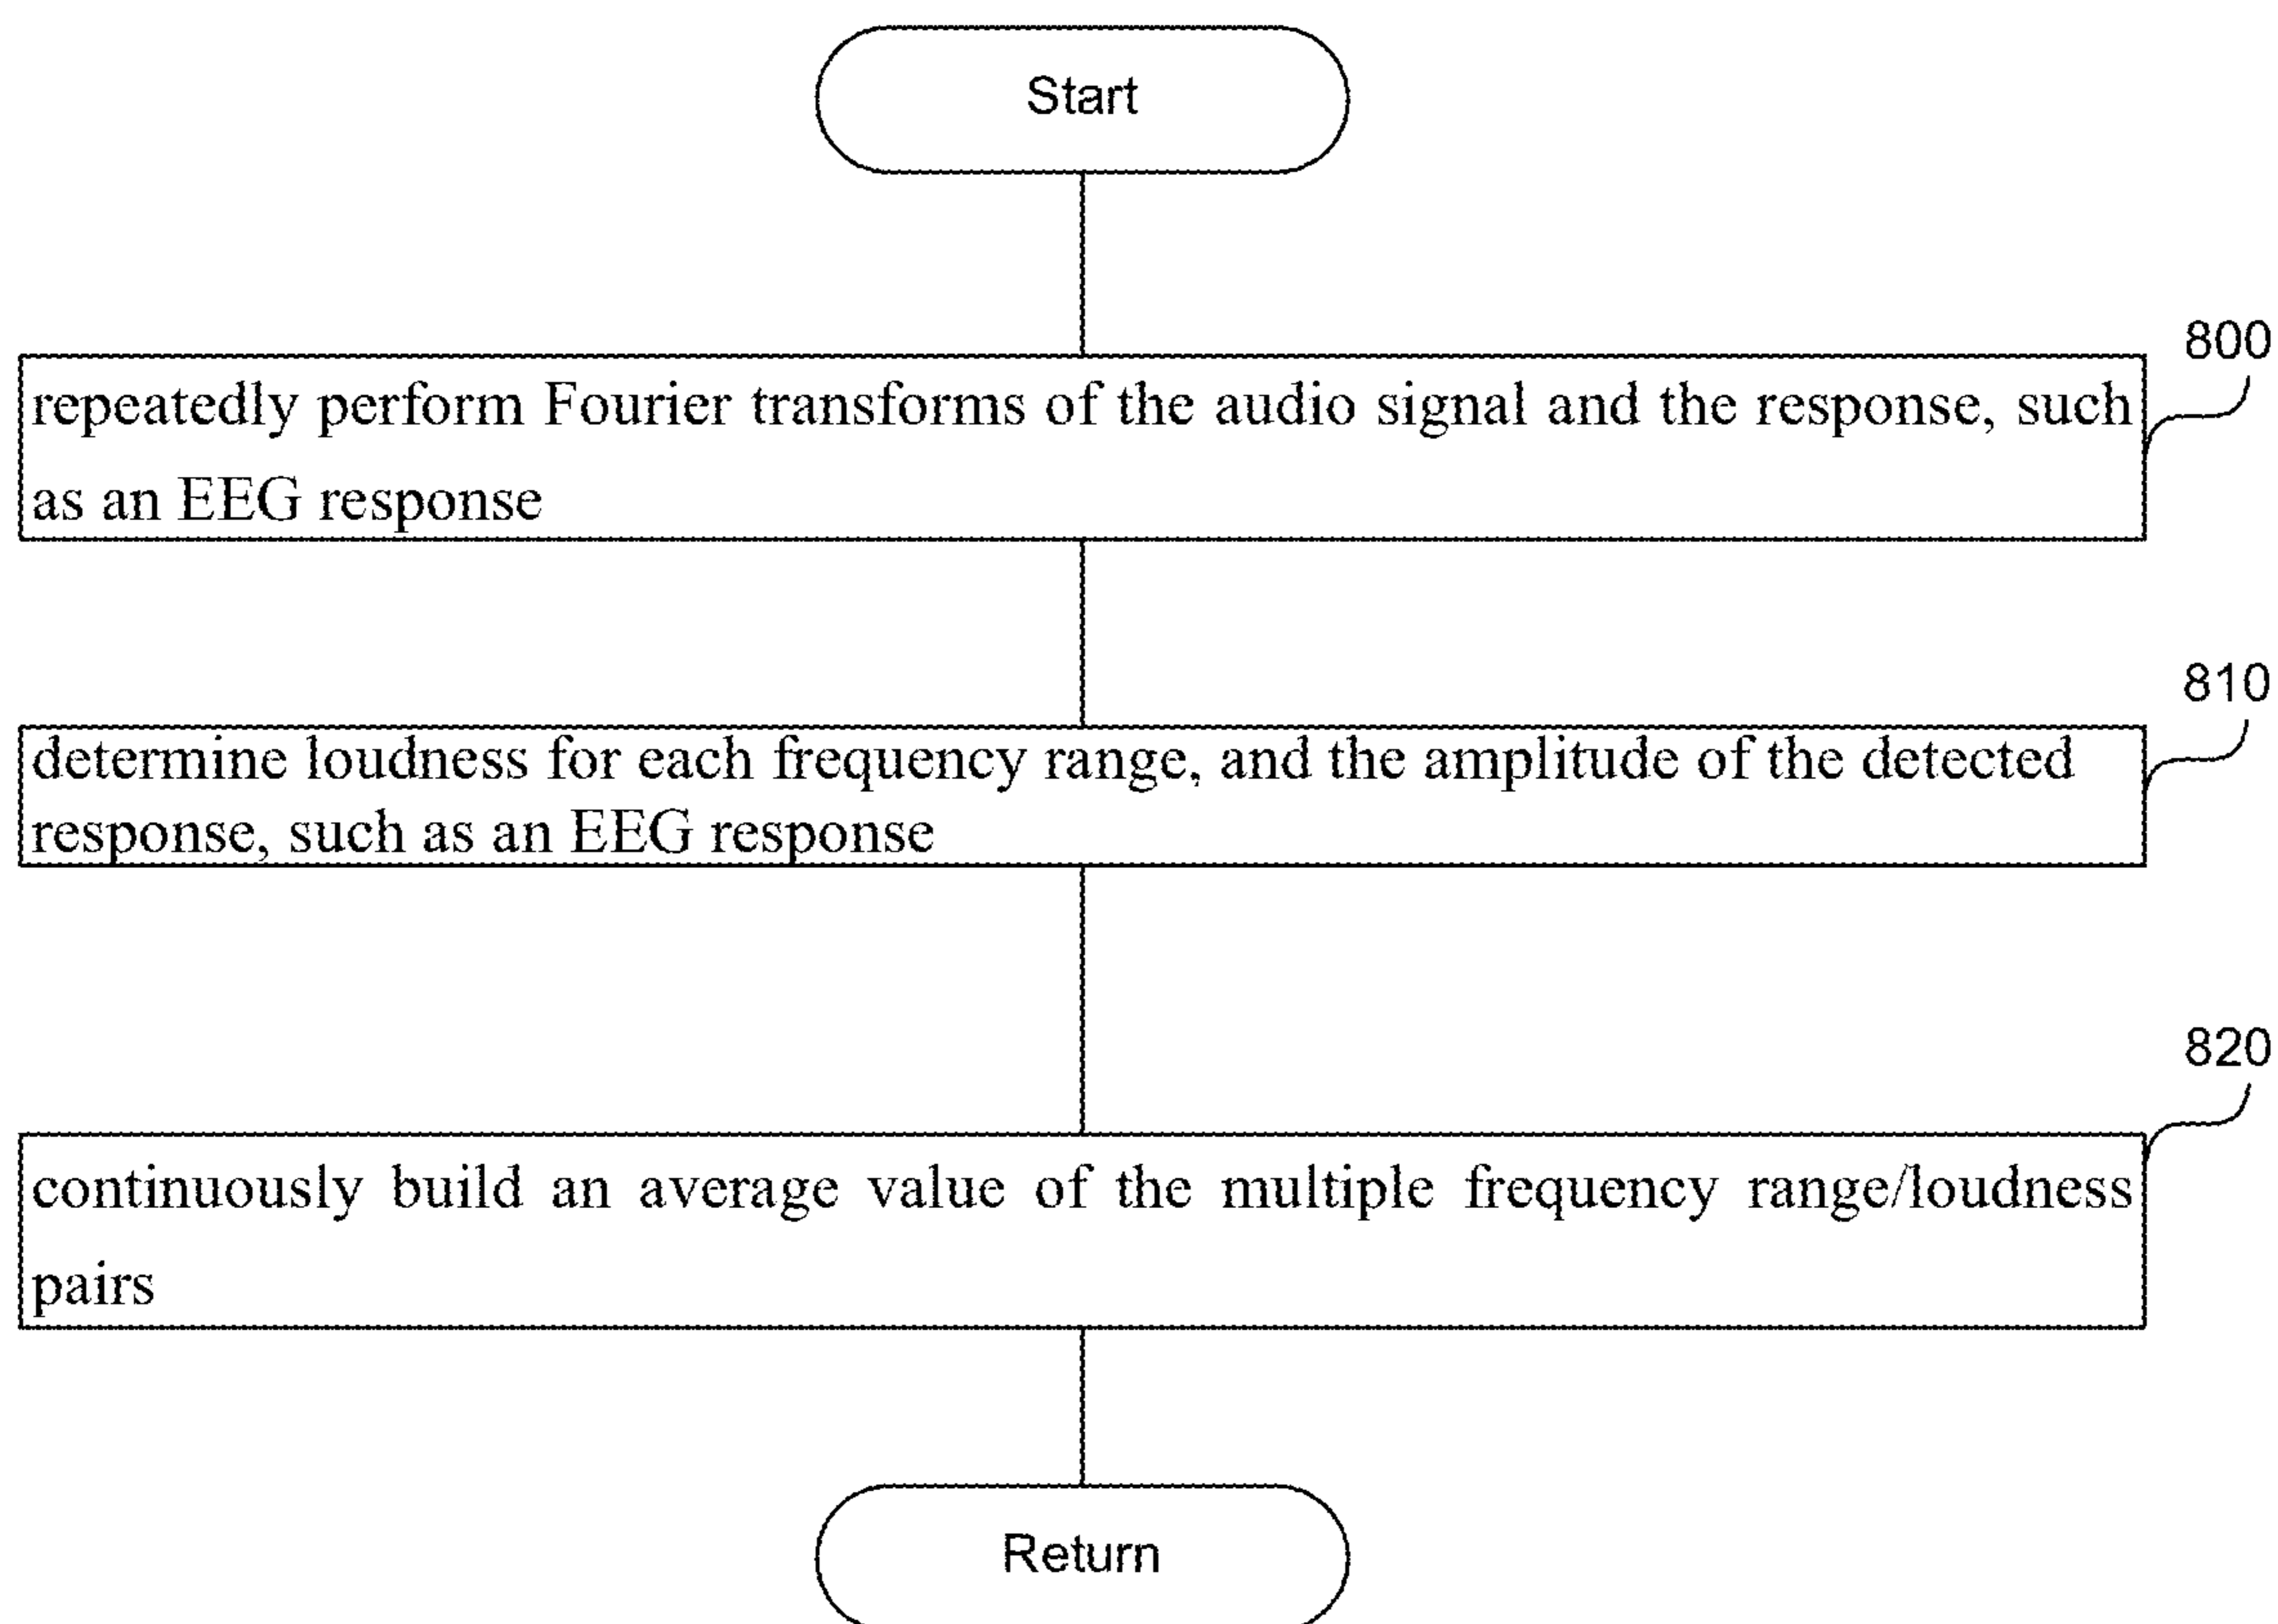 Start
800
repeatedly perform Fourier transforms of the audio signal and the response, such
as an EEG response
810
determine loudness for each frequency range, and the amplitude of the detected
response, such as an EEG response
820
continuously build an average value of the multiple frequency range/loudness
pairs
Return